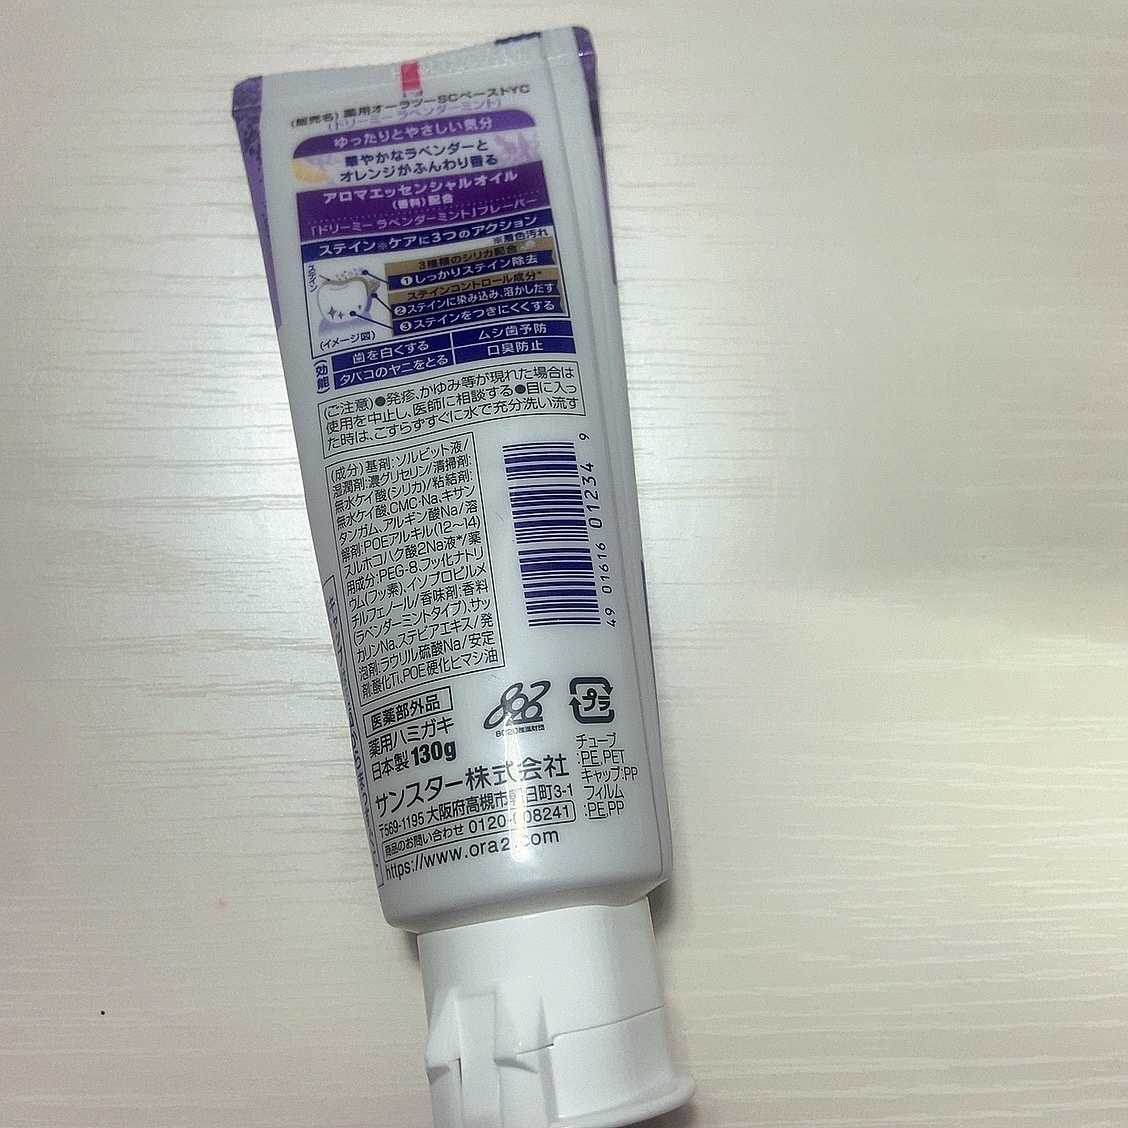 (販売名) 薬用オーラツーSCペーストYC
(ドリーミー ラベンダーミント)
ゆったりとやさしい気分
華やかなラベンダーと
オレンジがふんわり香る
アロマエッセンシャルオイル
(香料)配合
「ドリーミー ラベンダーミント」フレーバー
ステイン※ケアに3つのアクション
※着色汚れ
ステイン
3種類のシリカ配合
①しっかりステイン除去
ステインコントロール成分*
②ステインに染み込み、溶かしだす
③ステインをつきにくくする
(イメージ図)
(効能)
歯を白くする
ムシ歯予防
タバコのヤニをとる
口臭防止
(ご注意)●発疹、かゆみ等が現れた場合は
使用を中止し、医師に相談する●目に入っ
た時は、こすらずすぐに水で充分洗い流す
(成分)基剤:ソルビット液/
湿潤剤:濃グリセリン/清掃剤:
無水ケイ酸(シリカ)/粘結剤:
無水ケイ酸、CMC・Na、キサン
タンガム、アルギン酸Na/溶
解剤:POEアルキル(12～14)
スルホコハク酸2Na液*/薬
用成分:PEG-8、フッ化ナトリ
ウム(フッ素)、イソプロピルメ
チルフェノール/香味剤:香料
(ラベンダーミントタイプ)、サッ
カリンNa、ステビアエキス/発
泡剤:ラウリル硫酸Na/安定
剤:酸化Ti、POE硬化ヒマシ油
4 901616 012349
医薬部外品
薬用ハミガキ
日本製 130g
8020推進財団
プラ
チューブ
:PE,PET
キャップ:PP
フィルム
:PE,PP
サンスター株式会社
〒569-1195 大阪府高槻市朝日町3-1
商品のお問い合わせ 0120-008241
https://www.ora2.com